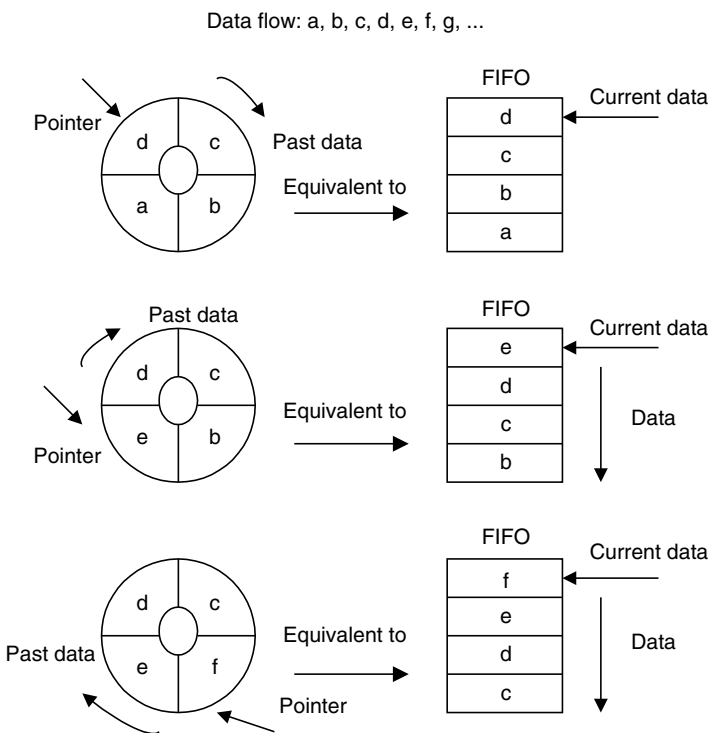 Data flow: a, b, c, d, e, f, g, ...
Pointer
d
c
a
b
Past data
Equivalent to
FIFO
d
c
b
a
Current data
Past data
d
c
e
b
Pointer
Equivalent to
FIFO
e
d
c
b
Current data
Data
d
c
e
f
Past data
Pointer
Equivalent to
FIFO
f
e
d
c
Current data
Data